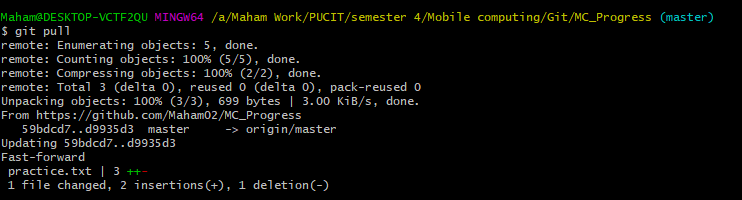 Maham@DESKTOP-VCTF2QU MINGW64 /a/Maham Work/PUCIT/semester 4/Mobile computing/Git/MC_Progress (master)
$ git pull
remote: Enumerating objects: 5, done.
remote: Counting objects: 100% (5/5), done.
remote: Compressing objects: 100% (2/2), done.
remote: Total 3 (delta 0), reused 0 (delta 0), pack-reused 0
Unpacking objects: 100% (3/3), 699 bytes | 3.00 KiB/s, done.
From https://github.com/Maham02/MC_Progress
   59bdcd7..d9935d3  master     -> origin/master
Updating 59bdcd7..d9935d3
Fast-forward
 practice.txt | 3 ++-
 1 file changed, 2 insertions(+), 1 deletion(-)